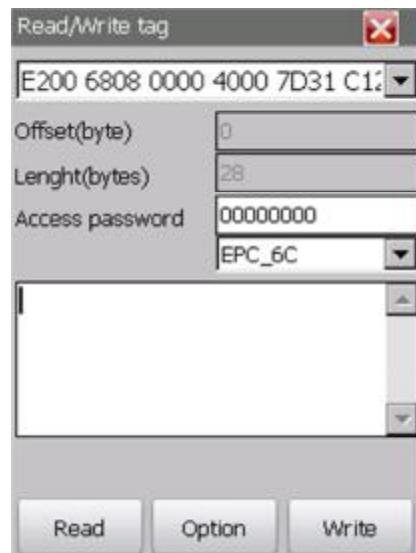 Read/Write tag
E200 6808 0000 4000 7D31 C12
Offset(byte) 0
Lenght(bytes) 28
Access password 00000000
EPC_6C
Read Option Write